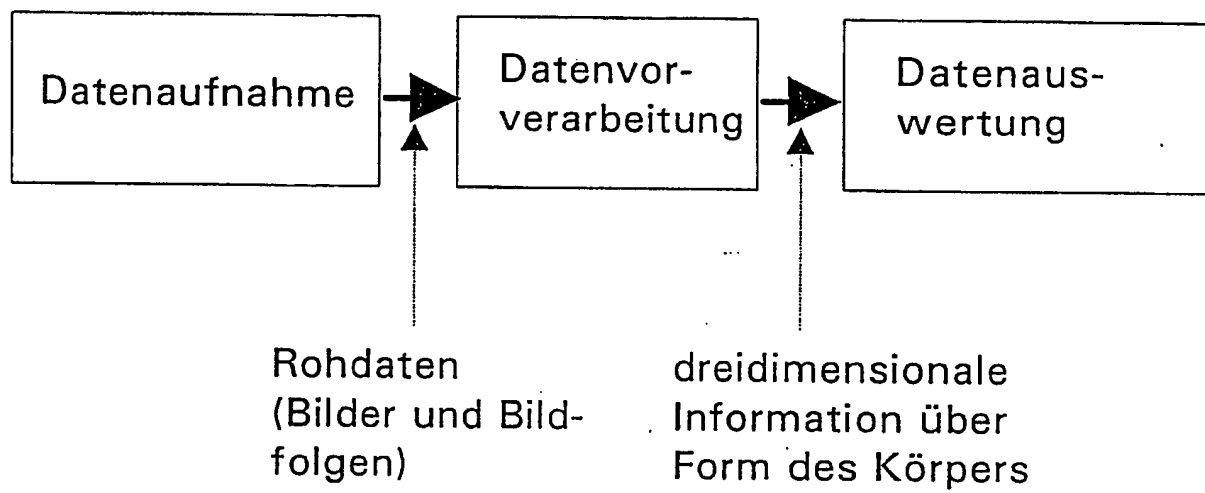 Datenaufnahme
Datenvor-
verarbeitung
Datenaus-
wertung
Rohdaten
(Bilder und Bild-
folgen)
dreidimensionale
Information über
Form des Körpers